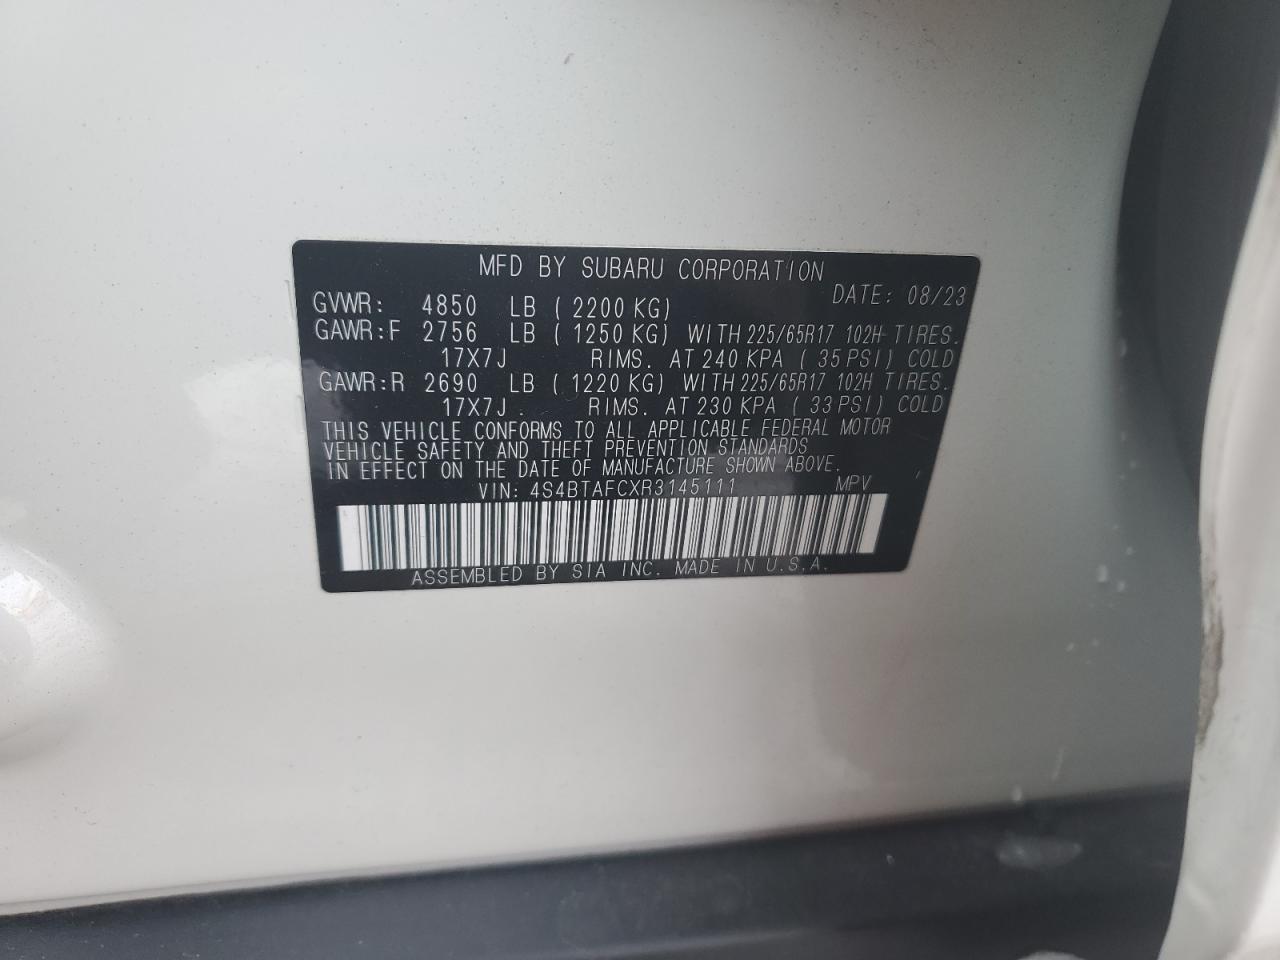 MFD BY SUBARU CORPORATION
DATE: 08/23
GVWR: 4850 LB ( 2200 KG)
GAWR:F 2756 LB ( 1250 KG) WITH 225/65R17 102H TIRES.
17X7J RIMS. AT 240 KPA ( 35 PSI) COLD
GAWR:R 2690 LB ( 1220 KG) WITH 225/65R17 102H TIRES.
17X7J . RIMS. AT 230 KPA ( 33 PSI) COLD
THIS VEHICLE CONFORMS TO ALL APPLICABLE FEDERAL MOTOR
VEHICLE SAFETY AND THEFT PREVENTION STANDARDS
IN EFFECT ON THE DATE OF MANUFACTURE SHOWN ABOVE.
VIN: 4S4BTAFCXR3145111 MPV
ASSEMBLED BY SIA INC. MADE IN U.S.A.